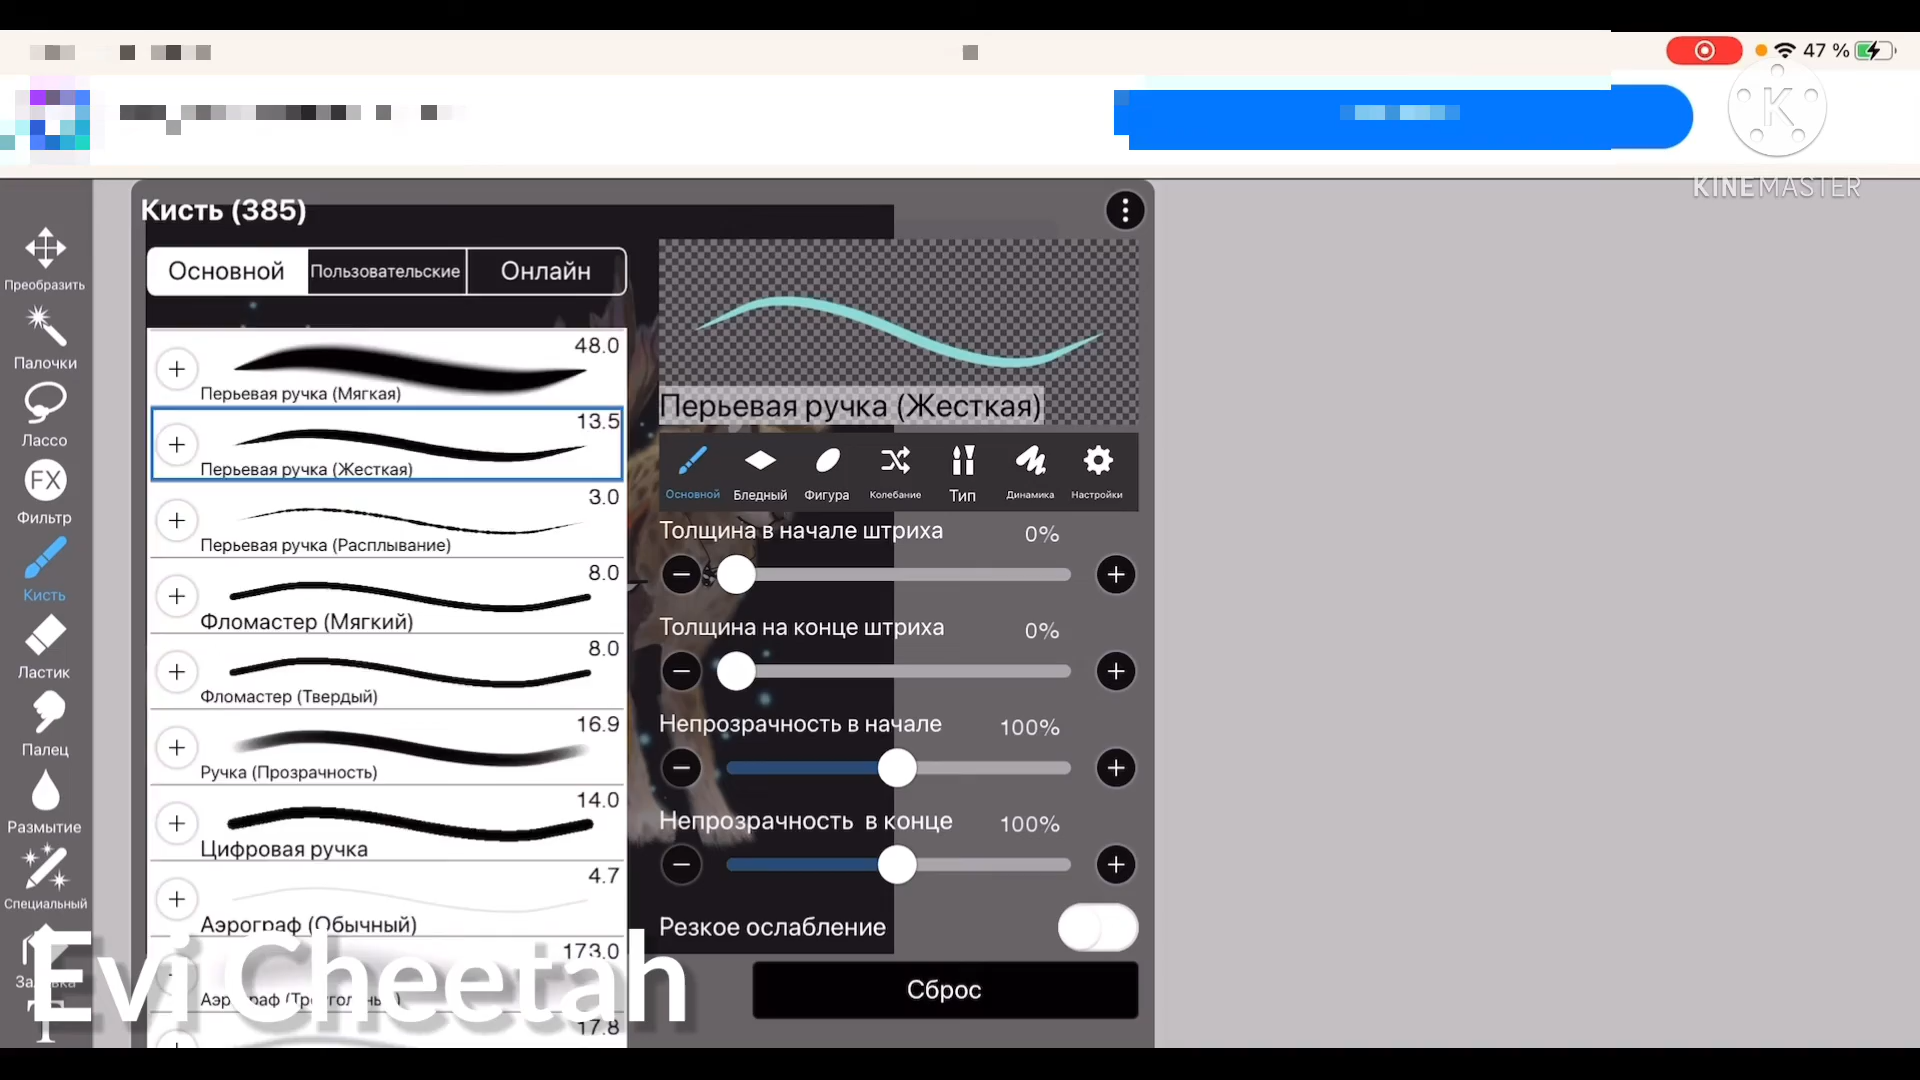 47 %
KINEMASTER
Кисть (385)
Основной
Пользовательские
Онлайн
Преобразить
Палочки
Лассо
FX
Фильтр
Кисть
Ластик
Палец
Размытие
Специальный
48.0
Перьевая ручка (Мягкая)
13.5
Перьевая ручка (Жесткая)
3.0
Перьевая ручка (Расплывание)
8.0
Фломастер (Мягкий)
8.0
Фломастер (Твердый)
16.9
Ручка (Прозрачность)
14.0
Цифровая ручка
4.7
Аэрограф (Обычный)
173.0
17.8
Evi Cheetah
Перьевая ручка (Жесткая)
Основной
Бледный
Фигура
Колебание
Тип
Динамика
Настройки
Толщина в начале штриха 0%
Толщина на конце штриха 0%
Непрозрачность в начале 100%
Непрозрачность в конце 100%
Резкое ослабление
Сброс